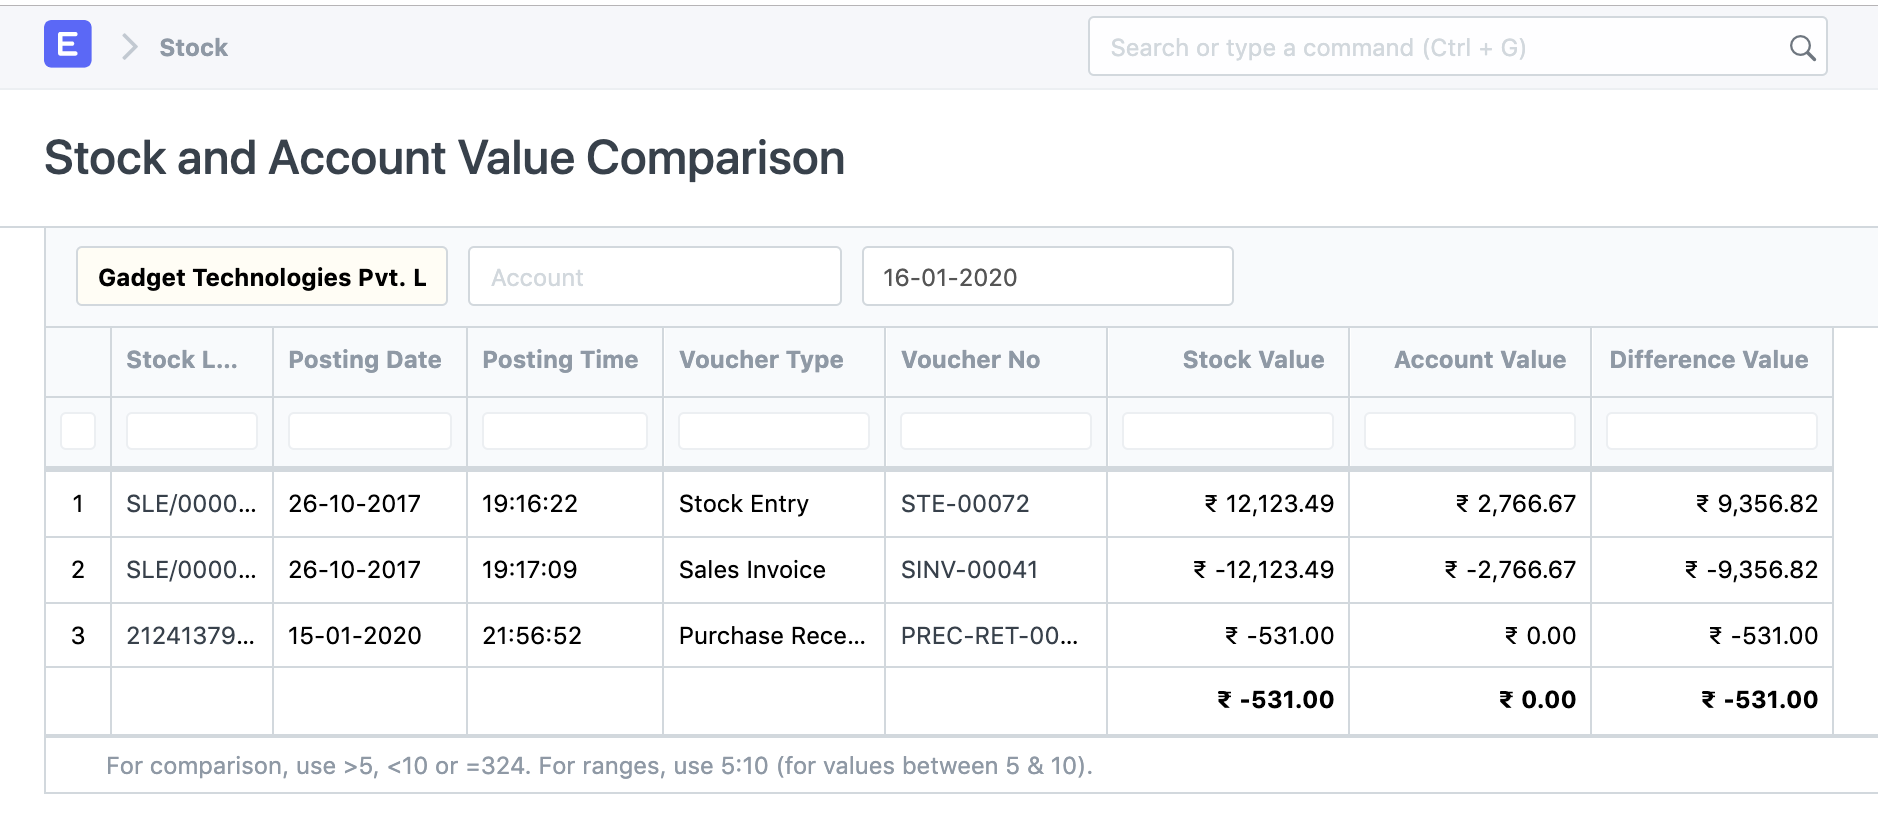 E > Stock
Search or type a command (Ctrl + G)
Stock and Account Value Comparison
Gadget Technologies Pvt. L
Account
16-01-2020
Stock L... Posting Date Posting Time Voucher Type Voucher No Stock Value Account Value Difference Value
1 SLE/0000... 26-10-2017 19:16:22 Stock Entry STE-00072 ₹ 12,123.49 ₹ 2,766.67 ₹ 9,356.82
2 SLE/0000... 26-10-2017 19:17:09 Sales Invoice SINV-00041 ₹ -12,123.49 ₹ -2,766.67 ₹ -9,356.82
3 21241379... 15-01-2020 21:56:52 Purchase Rece... PREC-RET-00... ₹ -531.00 ₹ 0.00 ₹ -531.00
₹ -531.00 ₹ 0.00 ₹ -531.00
For comparison, use >5, <10 or =324. For ranges, use 5:10 (for values between 5 & 10).